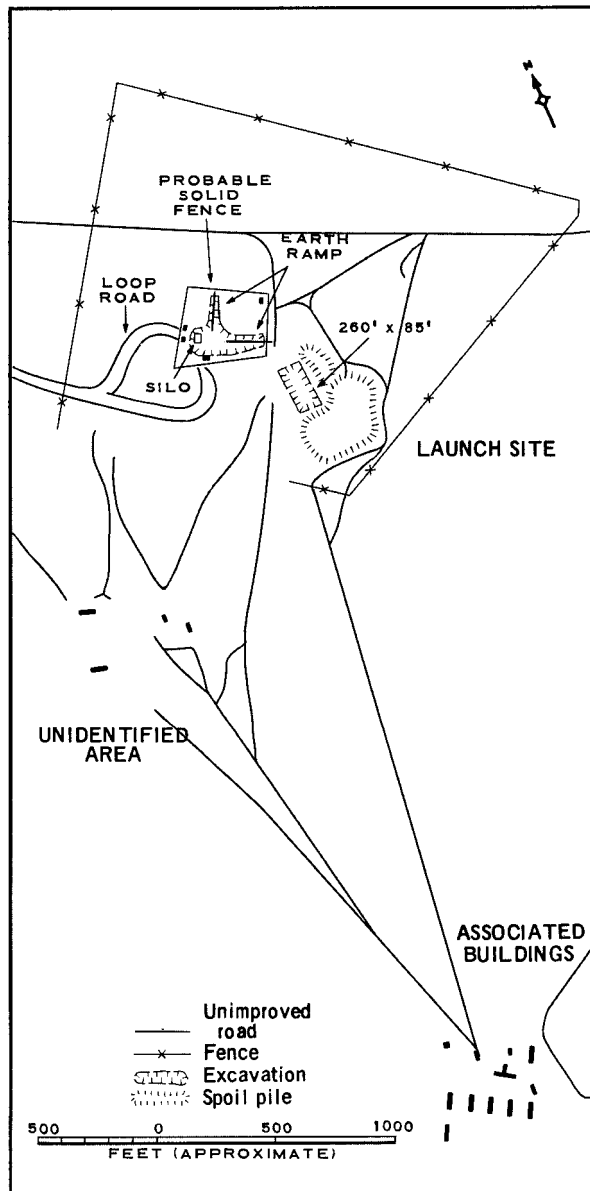 N
PROBABLE
SOLID
FENCE
EARTH
RAMP
LOOP
ROAD
260' x 85'
SILO
LAUNCH SITE
UNIDENTIFIED
AREA
ASSOCIATED
BUILDINGS
Unimproved
road
Fence
Excavation
Spoil pile
500 0 500 1000
FEET (APPROXIMATE)